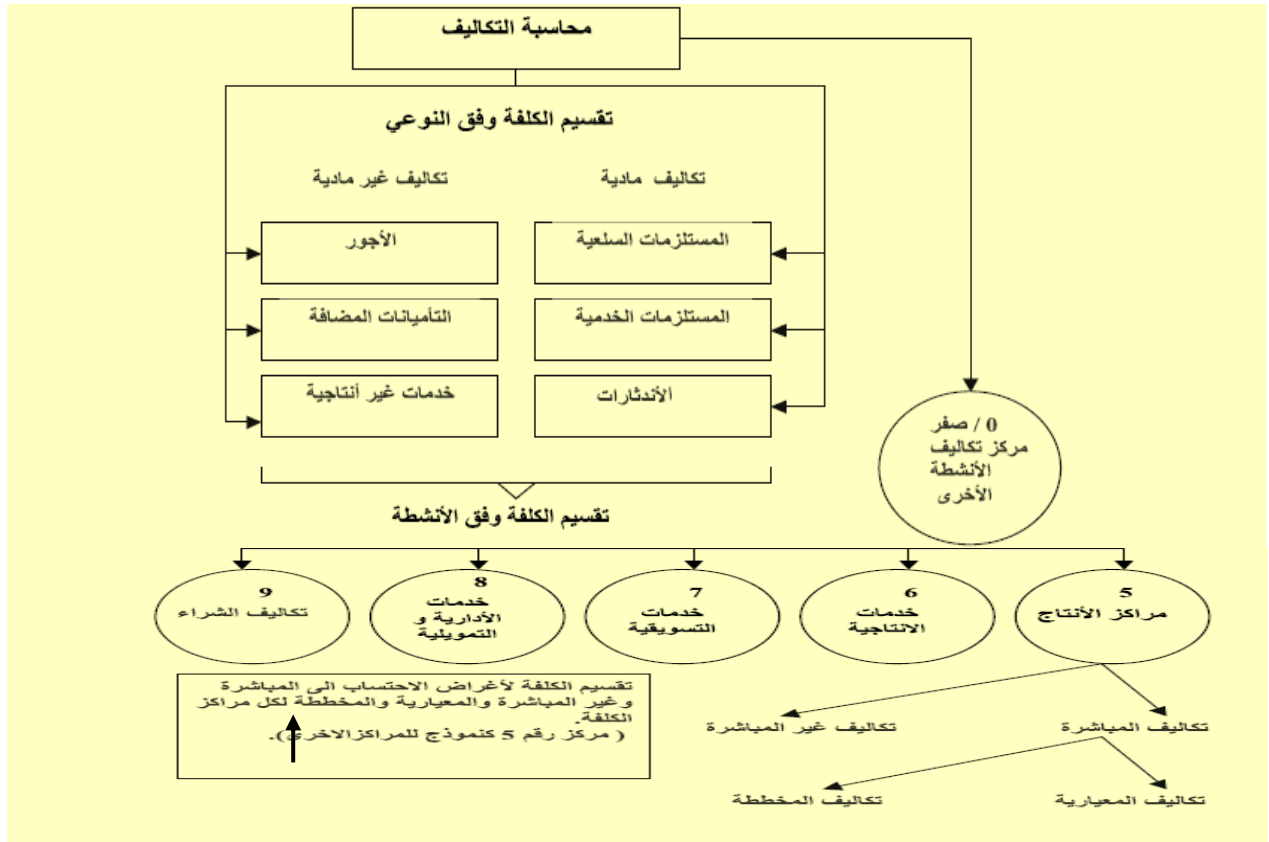 محاسبة التكاليف
تقسيم الكلفة وفق النوعي
تكاليف مادية
تكاليف غير مادية
المستلزمات السلعية
الأجور
المستلزمات الخدمية
التأميانات المضافة
الأندثارات
خدمات غير أنتاجية
0 / صفر
مركز تكاليف
الأنشطة
الأخرى
تقسيم الكلفة وفق الأنشطة
5
مراكز الأنتاج
6
خدمات
الانتاجية
7
خدمات
التسويقية
8
خدمات
الأدارية و
التمويلية
9
تكاليف الشراء
تكاليف المباشرة
تكاليف غير المباشرة
تكاليف المعيارية
تكاليف المخططة
تقسيم الكلفة لأغراض الاحتساب الى المباشرة
وغير المباشرة والمعيارية والمخططة لكل مراكز
الكلفة.
( مركز رقم 5 كنموذج للمراكزالاخرى).